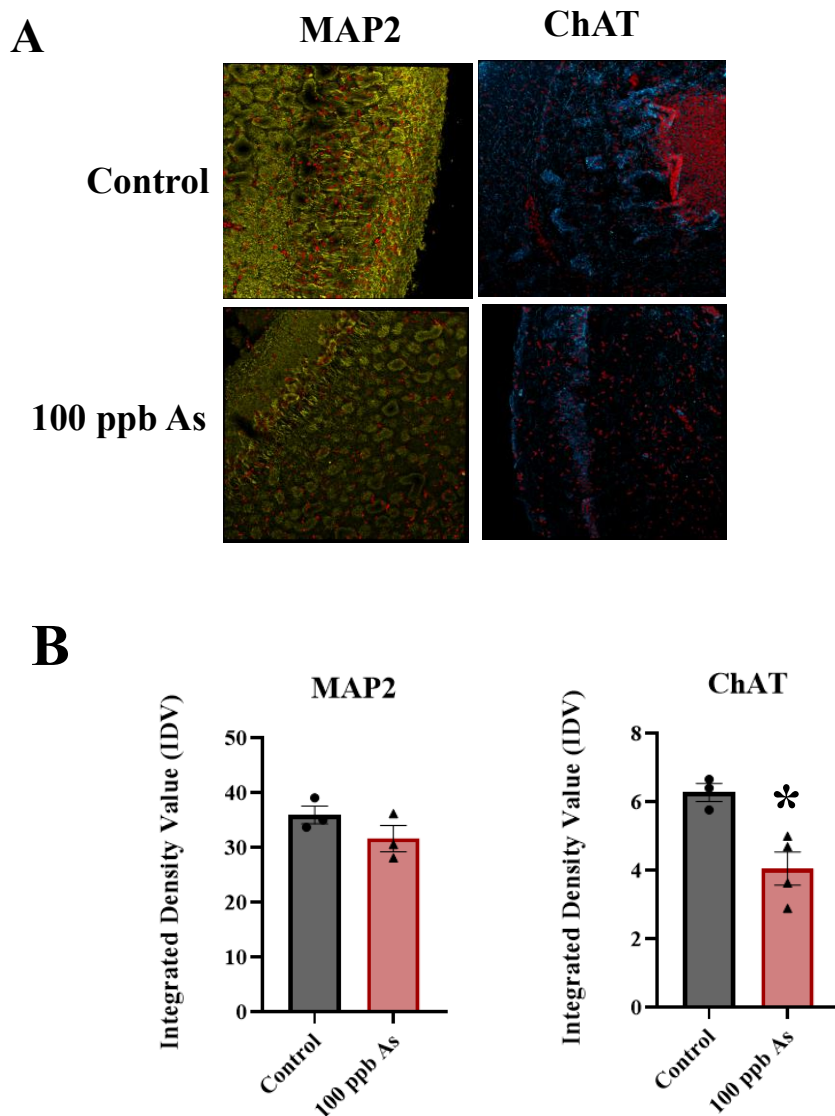 A
MAP2
ChAT
Control
100 ppb As
B
MAP2
Integrated Density Value (IDV)
50
40
30
20
10
0
Control
100 ppb As
ChAT
Integrated Density Value (IDV)
8
6
4
2
0
*
Control
100 ppb As